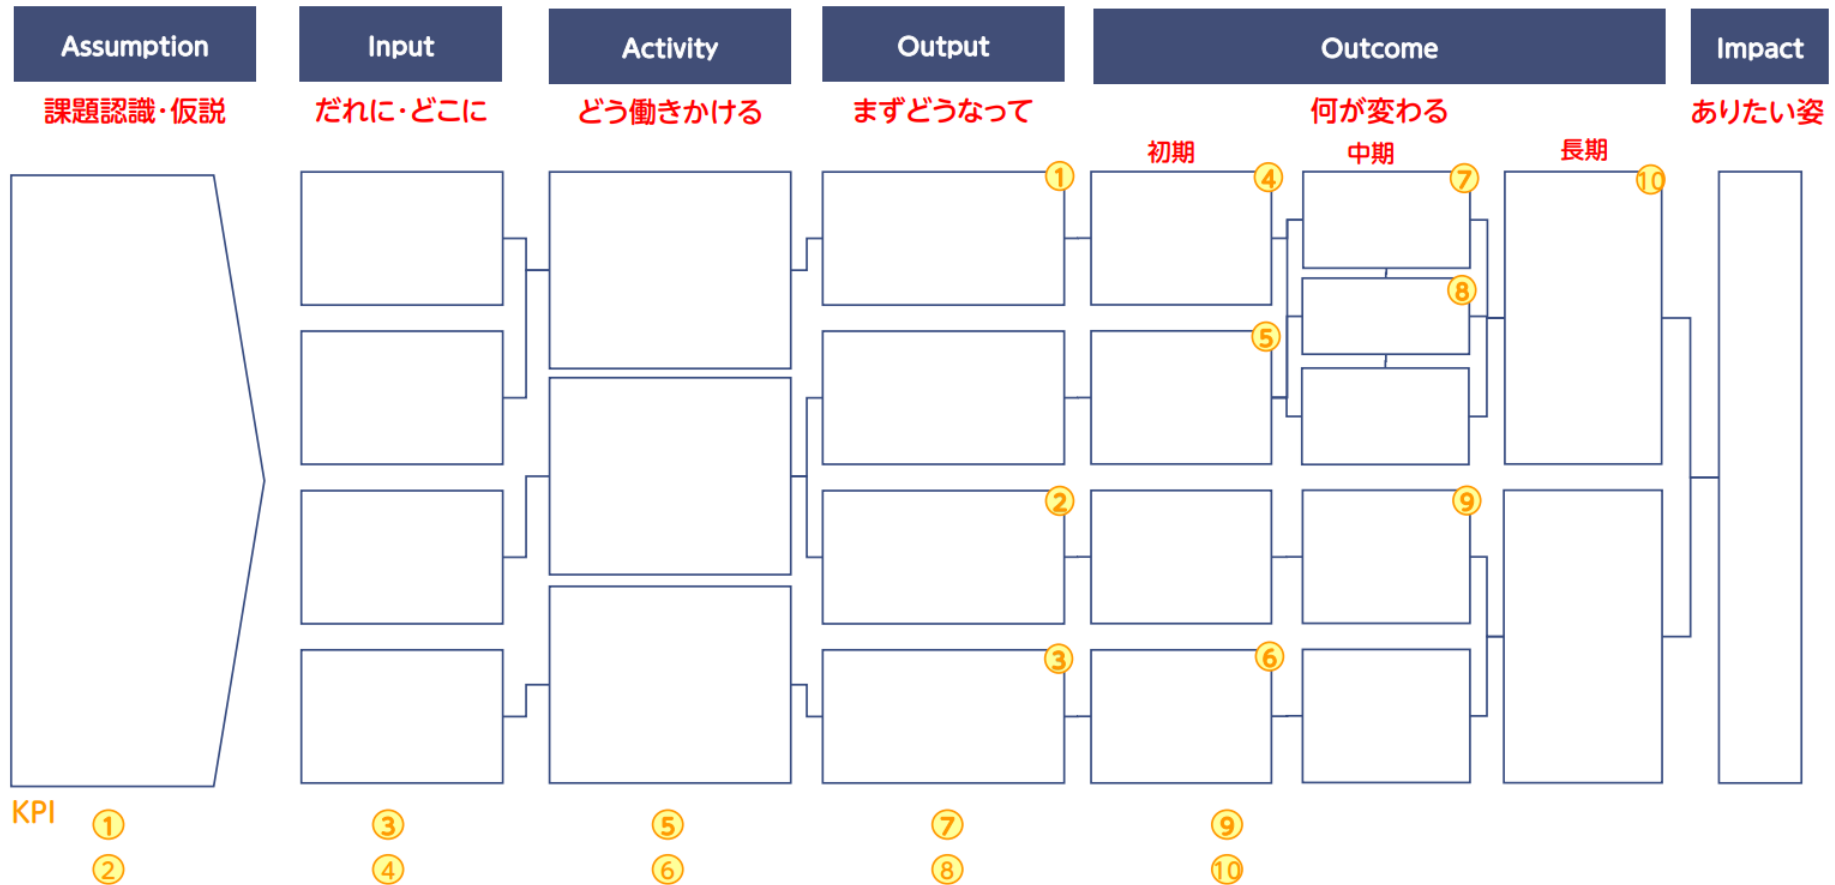 Assumption
Input
Activity
Output
Outcome
Impact
課題認識・仮説
だれに・どこに
どう働きかける
まずどうなって
何が変わる
ありたい姿
初期
中期
長期
①
④
⑦
⑩
⑧
⑤
②
⑨
③
⑥
KPI
①
③
⑤
⑦
⑨
②
④
⑥
⑧
⑩